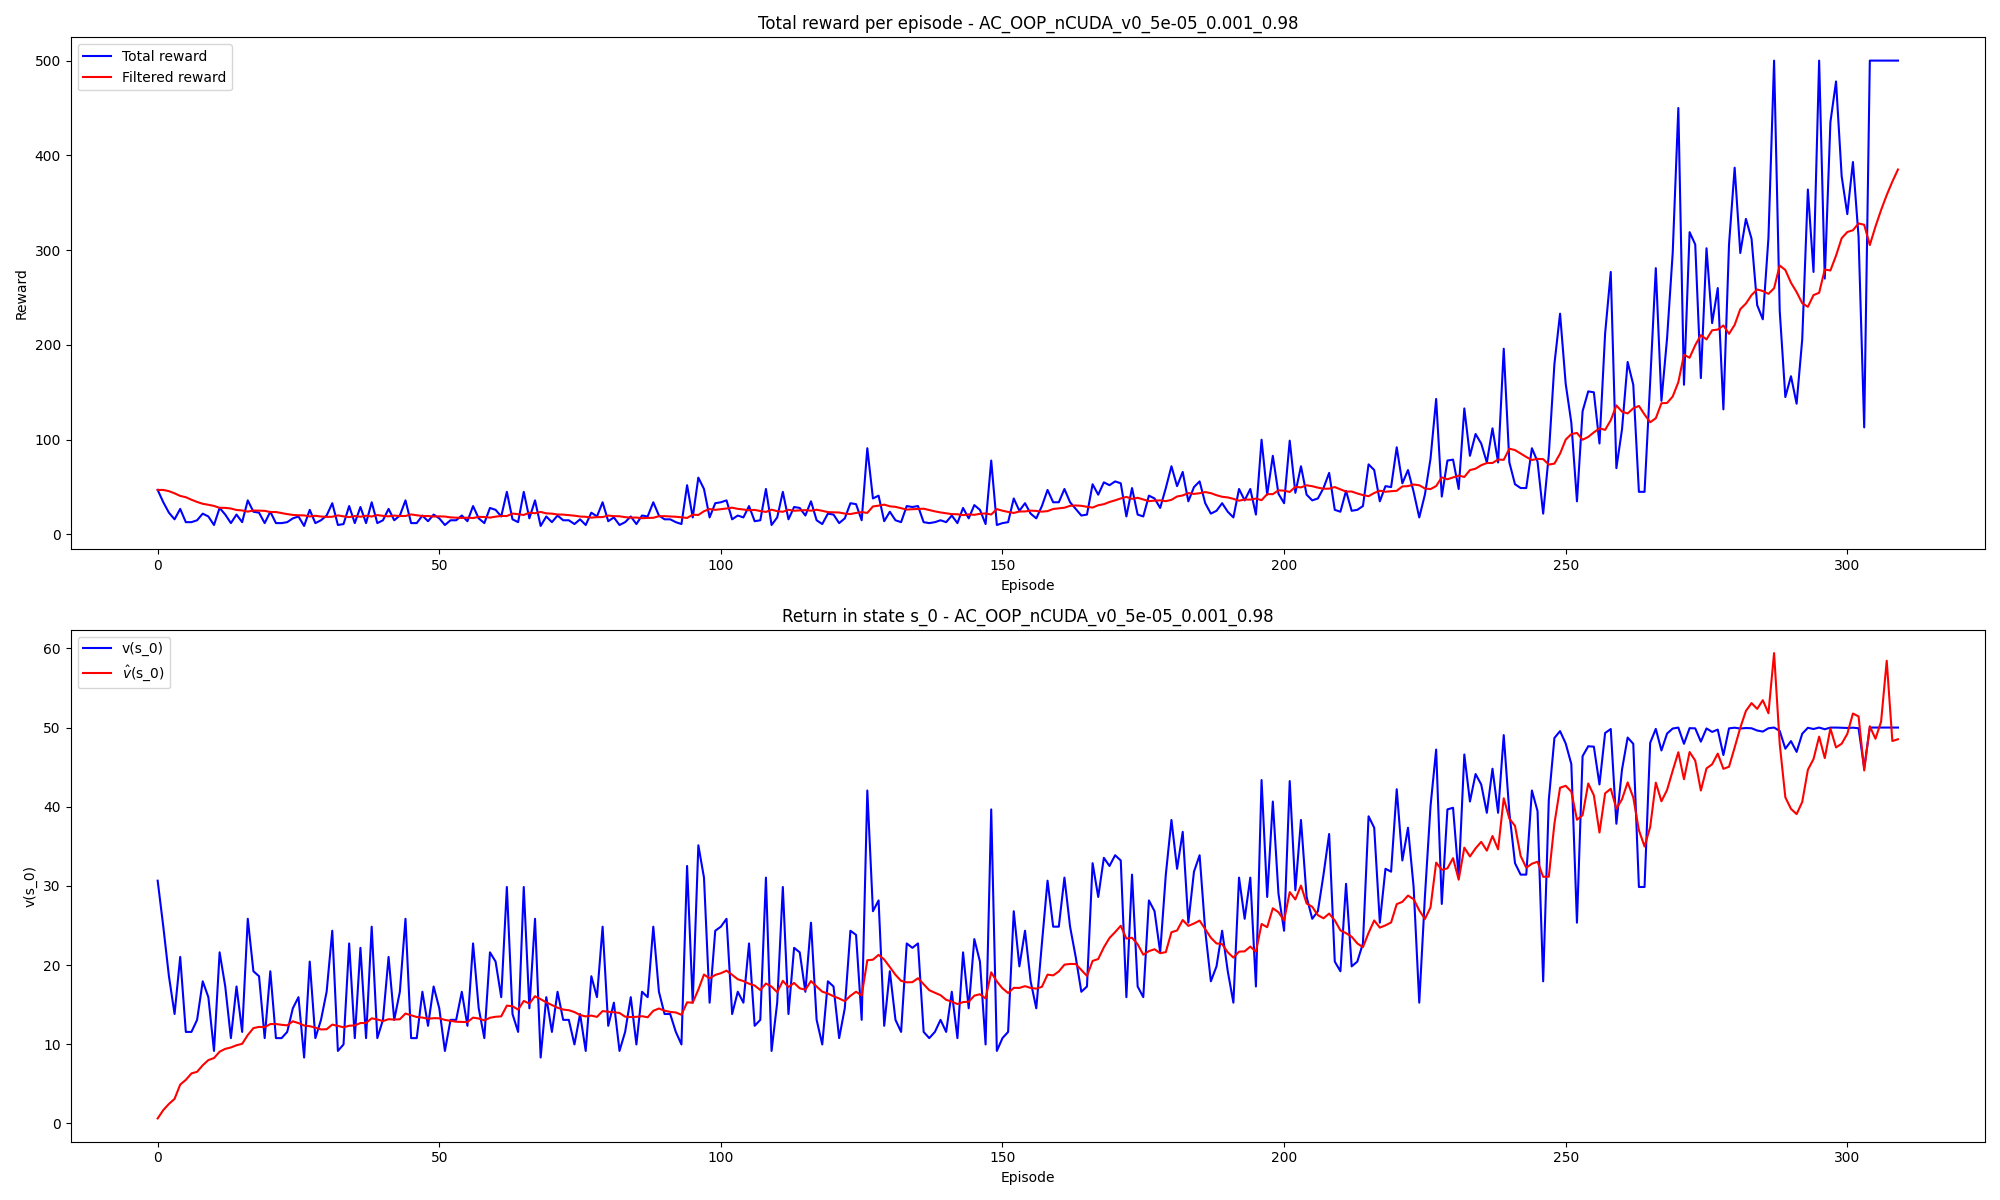 Total reward per episode - AC_OOP_nCUDA_v0_5e-05_0.001_0.98
Total reward
Filtered reward
500
400
300
200
100
0
Reward
0 50 100 150 200 250 300
Episode
Return in state s_0 - AC_OOP_nCUDA_v0_5e-05_0.001_0.98
v(s_0)
v̂(s_0)
60
50
40
30
20
10
0
v(s_0)
0 50 100 150 200 250 300
Episode